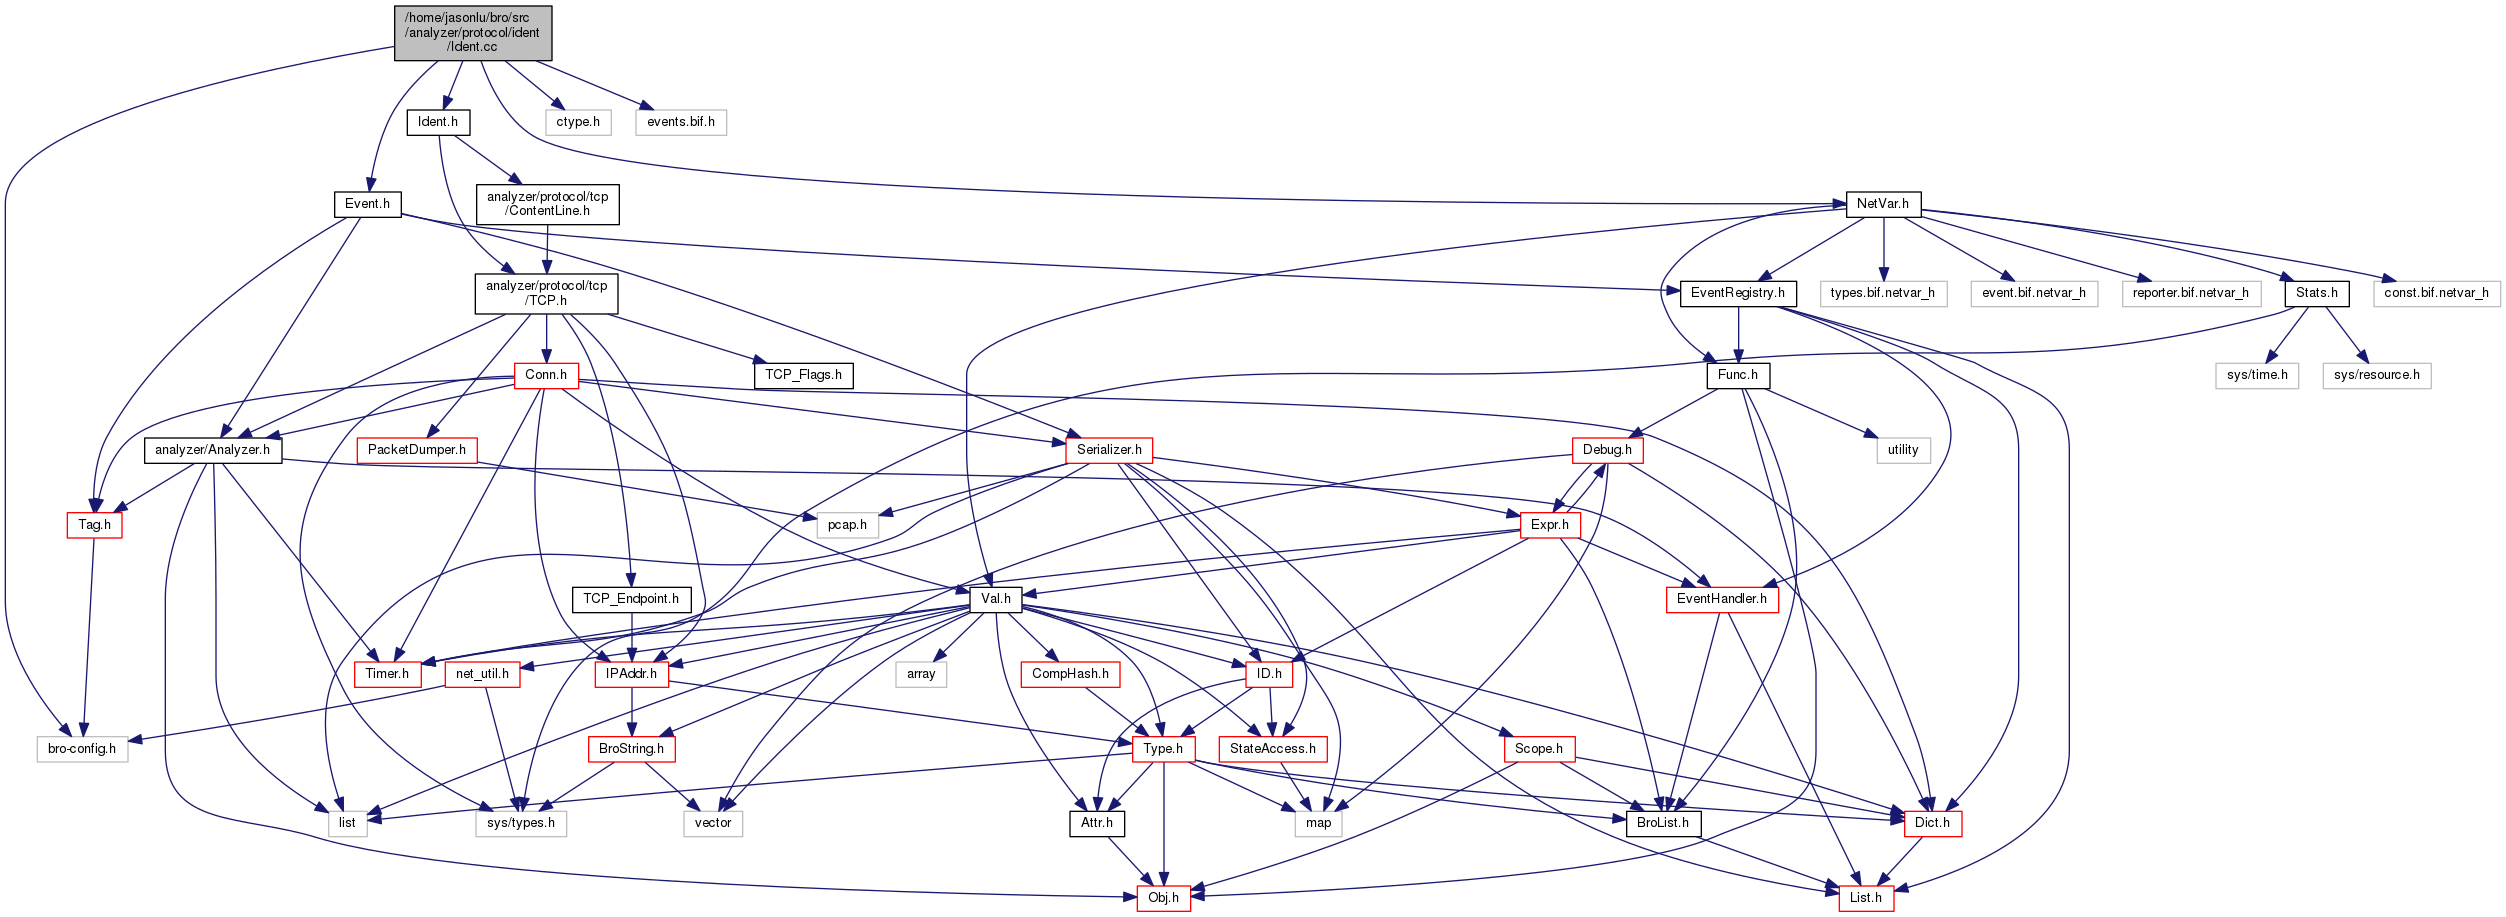 /home/jasonlu/bro/src
/analyzer/protocol/ident
/Ident.cc
Ident.h
ctype.h
events.bif.h
Event.h
analyzer/protocol/tcp
/ContentLine.h
NetVar.h
analyzer/protocol/tcp
/TCP.h
EventRegistry.h
types.bif.netvar_h
event.bif.netvar_h
reporter.bif.netvar_h
Stats.h
const.bif.netvar_h
Conn.h
TCP_Flags.h
Func.h
sys/time.h
sys/resource.h
analyzer/Analyzer.h
PacketDumper.h
Serializer.h
Debug.h
utility
Tag.h
pcap.h
Expr.h
TCP_Endpoint.h
Val.h
EventHandler.h
Timer.h
net_util.h
IPAddr.h
array
CompHash.h
ID.h
bro-config.h
BroString.h
Type.h
StateAccess.h
Scope.h
list
sys/types.h
vector
Attr.h
map
BroList.h
Dict.h
Obj.h
List.h